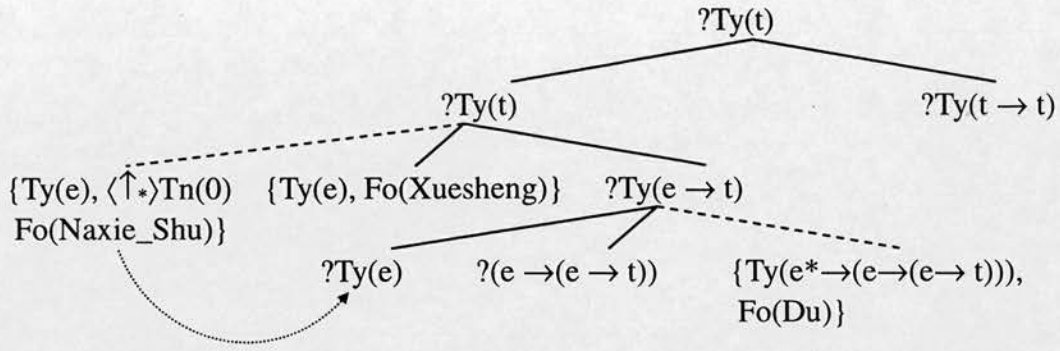 ?Ty(t)
?Ty(t) ?Ty(t → t)
{Ty(e), ⟨↑*⟩Tn(0) {Ty(e), Fo(Xuesheng)} ?Ty(e → t)
Fo(Naxie_Shu)}
?Ty(e) ?(e →(e → t)) {Ty(e*→(e→(e→ t))),
Fo(Du)}